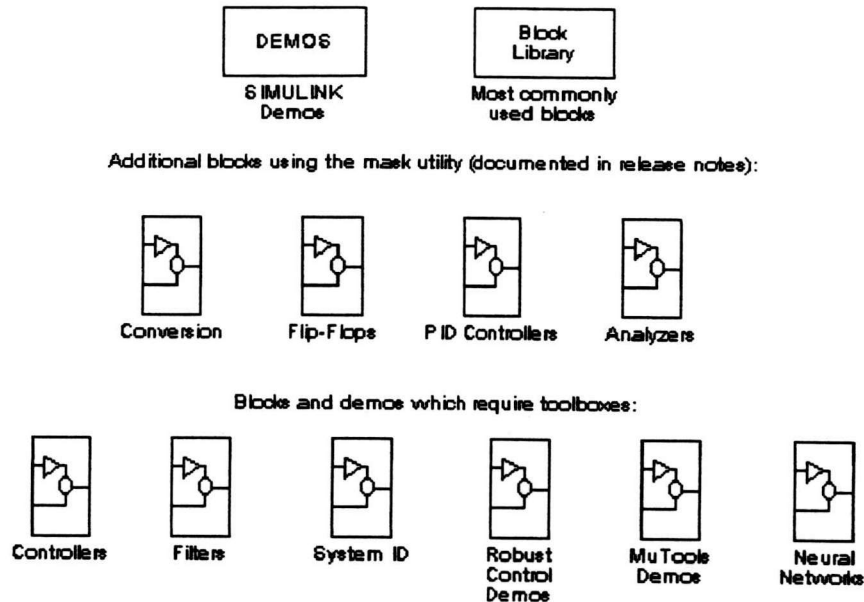 DEMOS
SIMULINK
Demos
Block
Library
Most commonly
used blocks
Additional blocks using the mask utility (documented in release notes):
Conversion
Flip-Flops
PID Controllers
Analyzers
Blocks and demos which require toolboxes:
Controllers
Filters
System ID
Robust
Control
Demos
MuTools
Demos
Neural
Networks